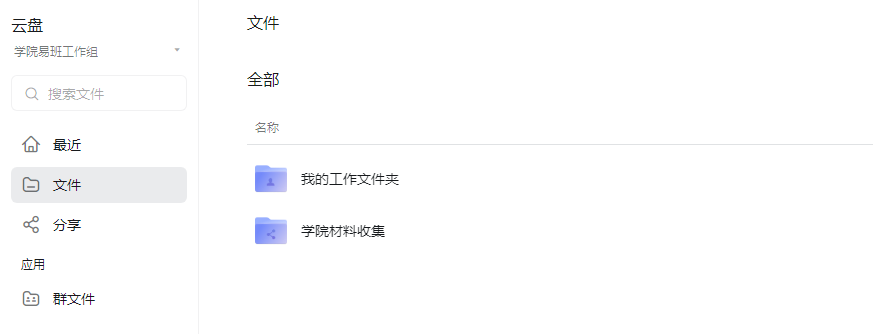 云盘
学院易班工作组
搜索文件
最近
文件
分享
应用
群文件
文件
全部
名称
我的工作文件夹
学院材料收集